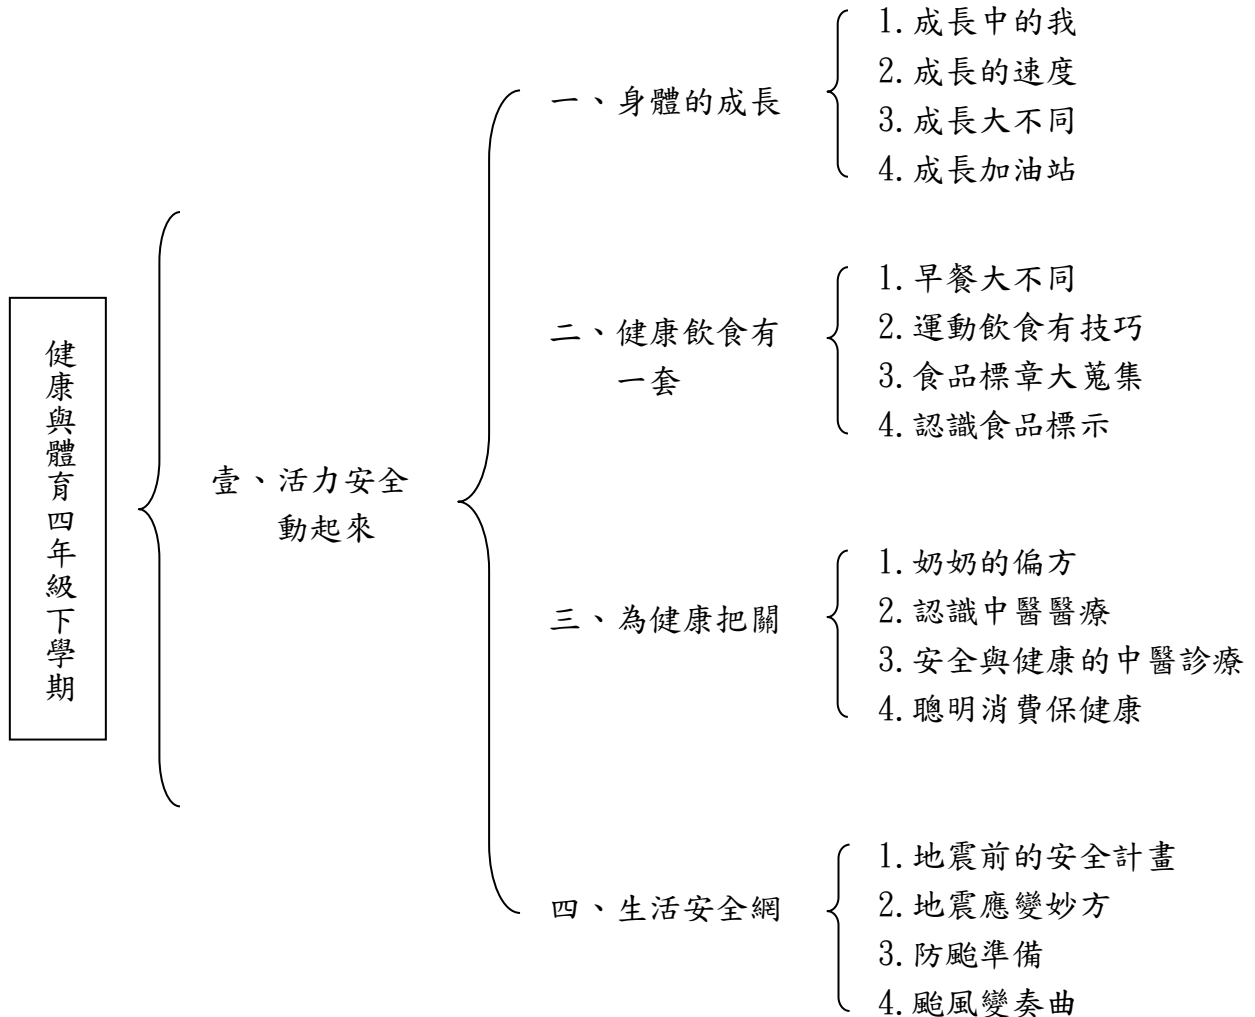 健康與體育四年級下學期
壹、活力安全
動起來
一、身體的成長
1.成長中的我
2.成長的速度
3.成長大不同
4.成長加油站
二、健康飲食有
一套
1.早餐大不同
2.運動飲食有技巧
3.食品標章大蒐集
4.認識食品標示
三、為健康把關
1.奶奶的偏方
2.認識中醫醫療
3.安全與健康的中醫診療
4.聰明消費保健康
四、生活安全網
1.地震前的安全計畫
2.地震應變妙方
3.防颱準備
4.颱風變奏曲